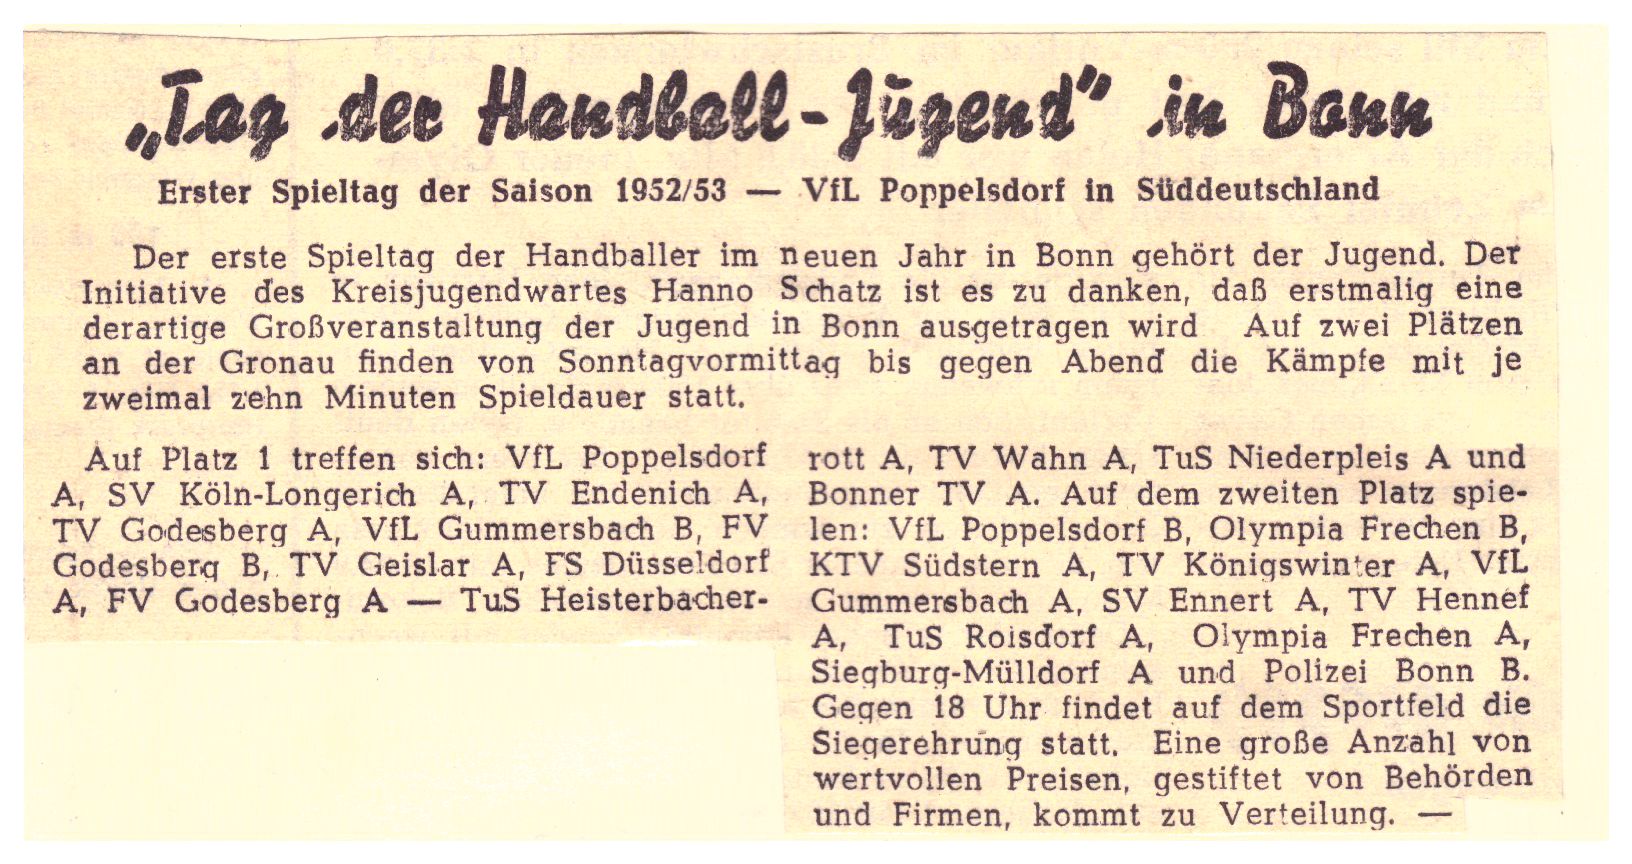 „Tag der Handball-Jugend" in Bonn
Erster Spieltag der Saison 1952/53 — VfL Poppelsdorf in Süddeutschland
Der erste Spieltag der Handballer im neuen Jahr in Bonn gehört der Jugend. Der
Initiative des Kreisjugendwartes Hanno Schatz ist es zu danken, daß erstmalig eine
derartige Großveranstaltung der Jugend in Bonn ausgetragen wird Auf zwei Plätzen
an der Gronau finden von Sonntagvormittag bis gegen Abend die Kämpfe mit je
zweimal zehn Minuten Spieldauer statt.
Auf Platz 1 treffen sich: VfL Poppelsdorf
A, SV Köln-Longerich A, TV Endenich A,
TV Godesberg A, VfL Gummersbach B, FV
Godesberg B, TV Geislar A, FS Düsseldorf
A, FV Godesberg A — TuS Heisterbacher-
rott A, TV Wahn A, TuS Niederpleis A und
Bonner TV A. Auf dem zweiten Platz spie-
len: VfL Poppelsdorf B, Olympia Frechen B,
KTV Südstern A, TV Königswinter A, VfL
Gummersbach A, SV Ennert A, TV Hennef
A, TuS Roisdorf A, Olympia Frechen A,
Siegburg-Mülldorf A und Polizei Bonn B.
Gegen 18 Uhr findet auf dem Sportfeld die
Siegerehrung statt. Eine große Anzahl von
wertvollen Preisen, gestiftet von Behörden
und Firmen, kommt zu Verteilung. —